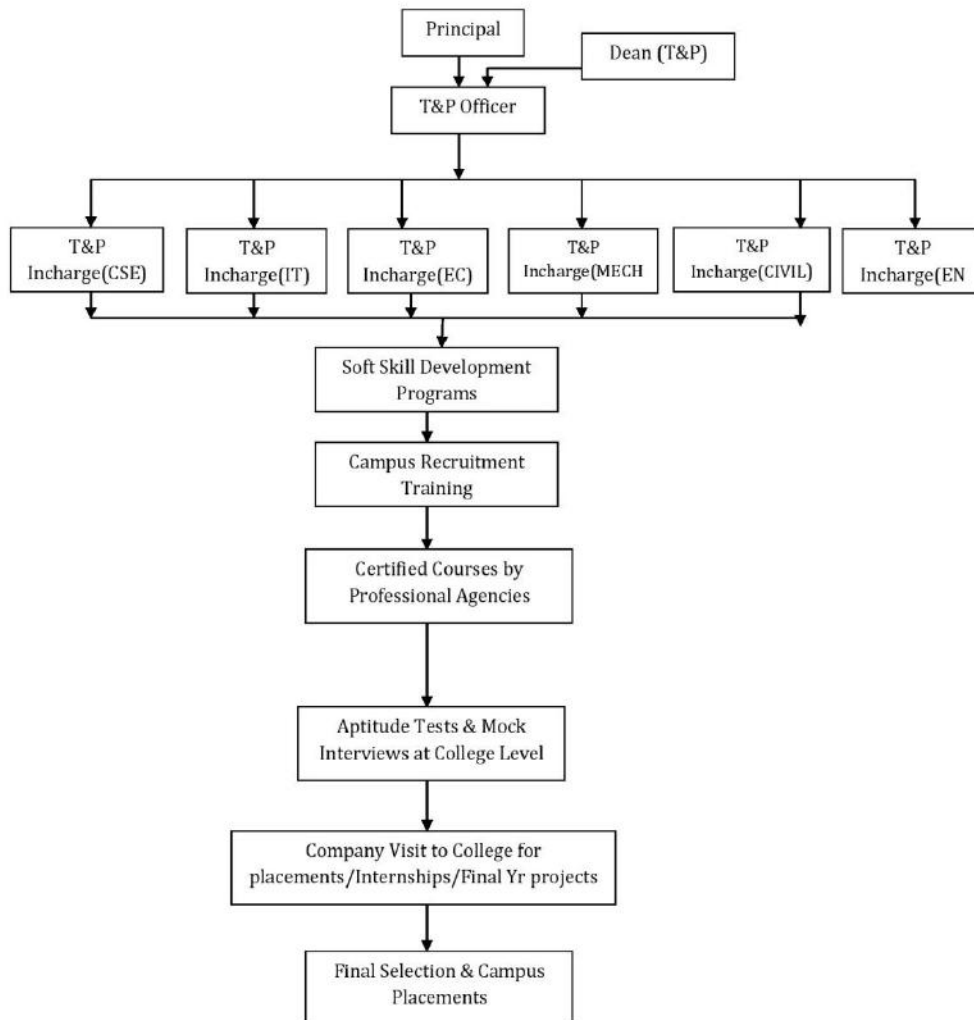 Principal
Dean (T&P)
T&P Officer
T&P
Incharge(CSE)
T&P
Incharge(IT)
T&P
Incharge(EC)
T&P
Incharge(MECH
T&P
Incharge(CIVIL)
T&P
Incharge(EN
Soft Skill Development
Programs
Campus Recruitment
Training
Certified Courses by
Professional Agencies
Aptitude Tests & Mock
Interviews at College Level
Company Visit to College for
placements/Internships/Final Yr projects
Final Selection & Campus
Placements